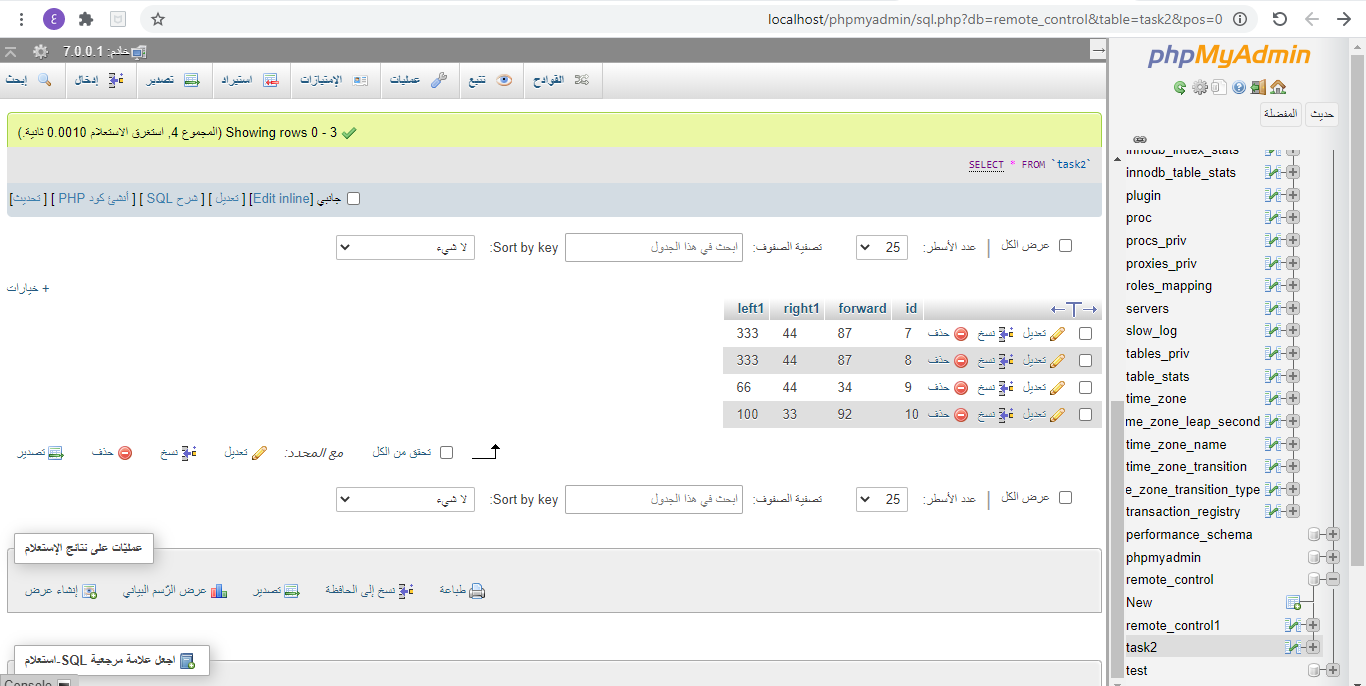 localhost/phpmyadmin/sql.php?db=remote_control&table=task2&pos=0
ε
خادم: 7.0.0.1
القوادح
تتبع
عمليات
الإمتيازات
استيراد
تصدير
إدخال
إبحث
Showing rows 0 - 3 (المجموع 4, استغرق الاستعلام 0.0010 ثانية.)
SELECT * FROM `task2`
جانبي [Edit inline] [ تعديل ] [ شرح SQL ] [ أنشئ كود PHP ] [ تحديث]
عرض الكل | عدد الأسطر: 25 تصفية الصفوف: ابحث في هذا الجدول Sort by key: لا شيء
+ خيارات
←T→ id forward right1 left1
تعديل نسخ حذف 7 87 44 333
تعديل نسخ حذف 8 87 44 333
تعديل نسخ حذف 9 34 44 66
تعديل نسخ حذف 10 92 33 100
تحقق من الكل مع المحدد: تعديل نسخ حذف تصدير
عرض الكل | عدد الأسطر: 25 تصفية الصفوف: ابحث في هذا الجدول Sort by key: لا شيء
عمليّات على نتائج الإستعلام
طباعة نسخ إلى الحافظة تصدير عرض الرّسم البياني إنشاء عرض
اجعل علامة مرجعية SQL-استعلام
Console
phpMyAdmin
حديث
المفضلة
innodb_index_stats
innodb_table_stats
plugin
proc
procs_priv
proxies_priv
roles_mapping
servers
slow_log
tables_priv
table_stats
time_zone
me_zone_leap_second
time_zone_name
time_zone_transition
e_zone_transition_type
transaction_registry
performance_schema
phpmyadmin
remote_control
New
remote_control1
task2
test